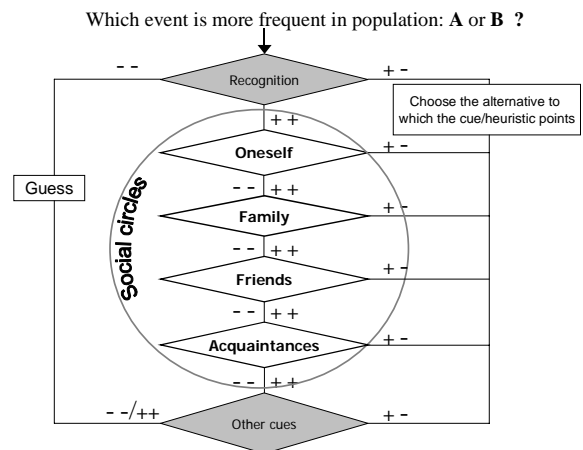 Which event is more frequent in population: A or B ?
- -
Recognition
+ -
Choose the alternative to
which the cue/heuristic points
+ +
Oneself
+ -
Guess
Social circles
- - + +
Family
- - + +
Friends
+ -
- - + +
Acquaintances
+ -
- - + +
- -/++
Other cues
+ -